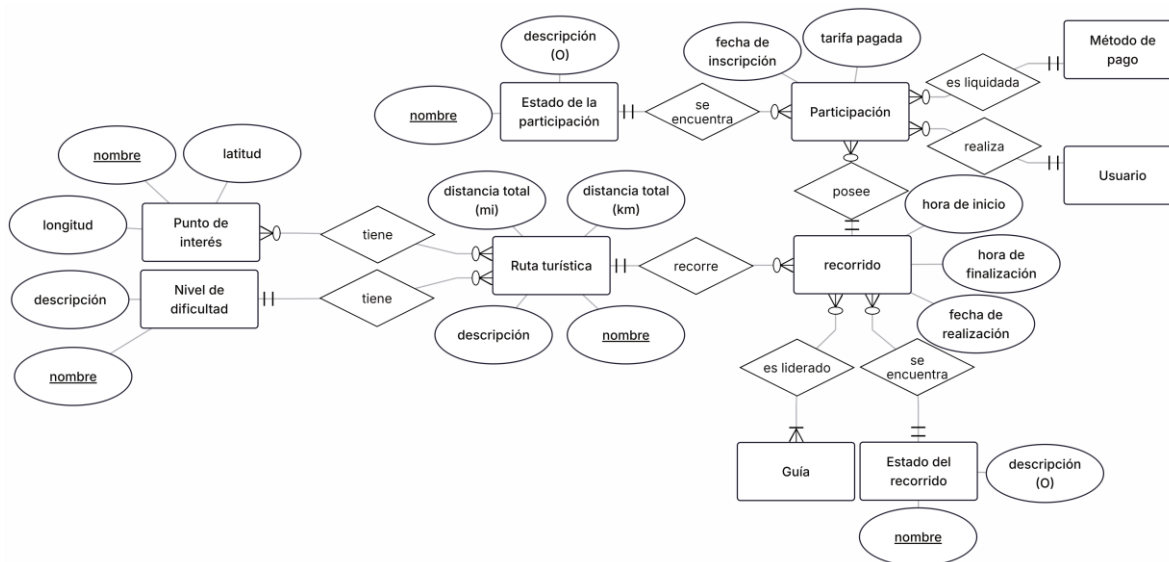 descripción
(O)
fecha de
inscripción
tarifa pagada
Método de
pago
es liquidada
nombre
Estado de la
participación
se
encuentra
Participación
realiza
Usuario
nombre
latitud
posee
longitud
Punto de
interés
tiene
distancia total
(mi)
distancia total
(km)
hora de inicio
Ruta turística
recorre
recorrido
hora de
finalización
descripción
Nivel de
dificultad
tiene
descripción
nombre
fecha de
realización
nombre
es liderado
se
encuentra
Guía
Estado del
recorrido
descripción
(O)
nombre